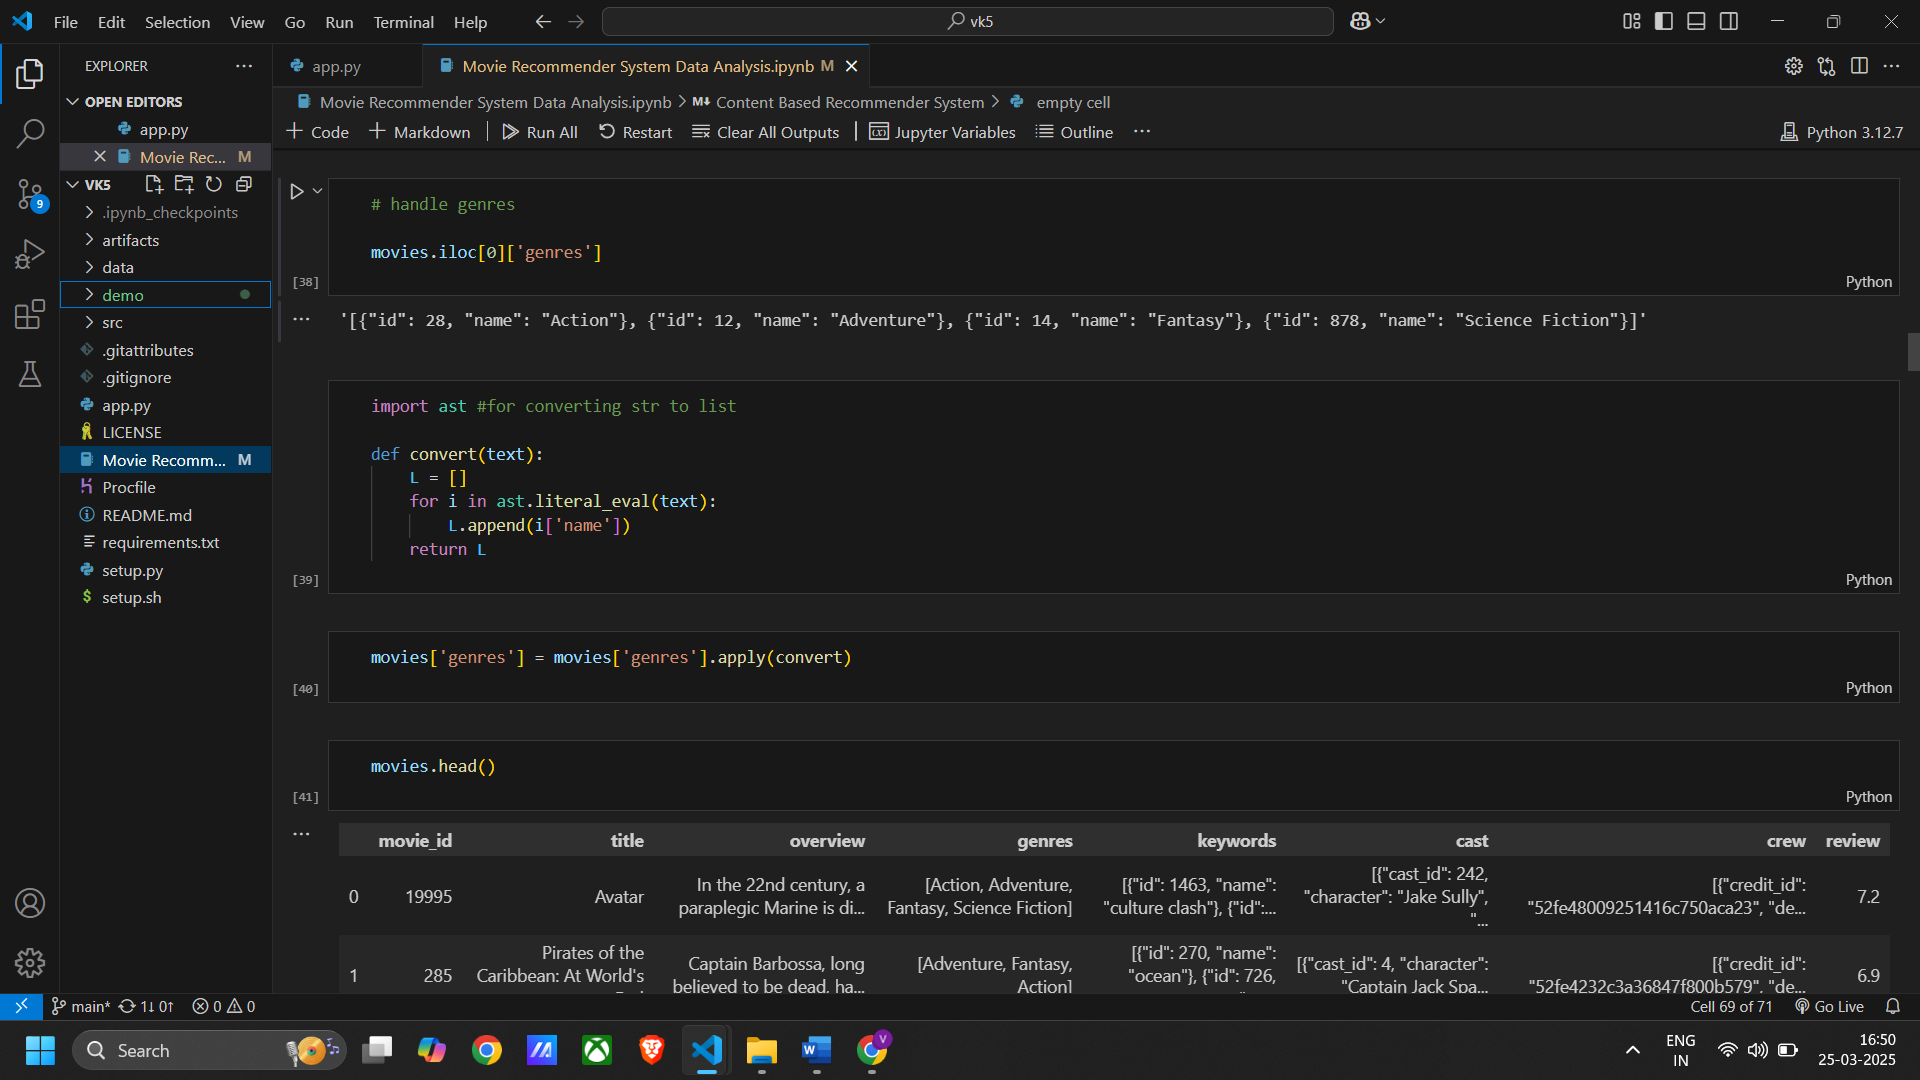 File Edit Selection View Go Run Terminal Help
vk5
EXPLORER
app.py
Movie Recommender System Data Analysis.ipynb M
OPEN EDITORS
app.py
Movie Rec... M
VK5
.ipynb_checkpoints
artifacts
data
demo
src
.gitattributes
.gitignore
app.py
LICENSE
Movie Recomm... M
Procfile
README.md
requirements.txt
setup.py
setup.sh
9
Movie Recommender System Data Analysis.ipynb > M↓ Content Based Recommender System > empty cell
+ Code + Markdown | Run All Restart Clear All Outputs | Jupyter Variables Outline ...
Python 3.12.7
# handle genres
movies.iloc[0]['genres']
[38]
Python
'[{"id": 28, "name": "Action"}, {"id": 12, "name": "Adventure"}, {"id": 14, "name": "Fantasy"}, {"id": 878, "name": "Science Fiction"}]'
import ast #for converting str to list
def convert(text):
    L = []
    for i in ast.literal_eval(text):
        L.append(i['name'])
    return L
[39]
Python
movies['genres'] = movies['genres'].apply(convert)
[40]
Python
movies.head()
[41]
Python
movie_id title overview genres keywords cast crew review
0 19995 Avatar In the 22nd century, a paraplegic Marine is di... [Action, Adventure, Fantasy, Science Fiction] [{"id": 1463, "name": "culture clash"}, {"id":... [{"cast_id": 242, "character": "Jake Sully", "... [{"credit_id": "52fe48009251416c750aca23", "de... 7.2
1 285 Pirates of the Caribbean: At World's Captain Barbossa, long believed to be dead, ha... [Adventure, Fantasy, Action] [{"id": 270, "name": "ocean"}, {"id": 726, [{"cast_id": 4, "character": "Captain Jack Spa... [{"credit_id": "52fe4232c3a36847f800b579", "de... 6.9
main* 1↓ 0↑ 0 0
Cell 69 of 71 Go Live
Search
W
V
ENG
IN
16:50
25-03-2025